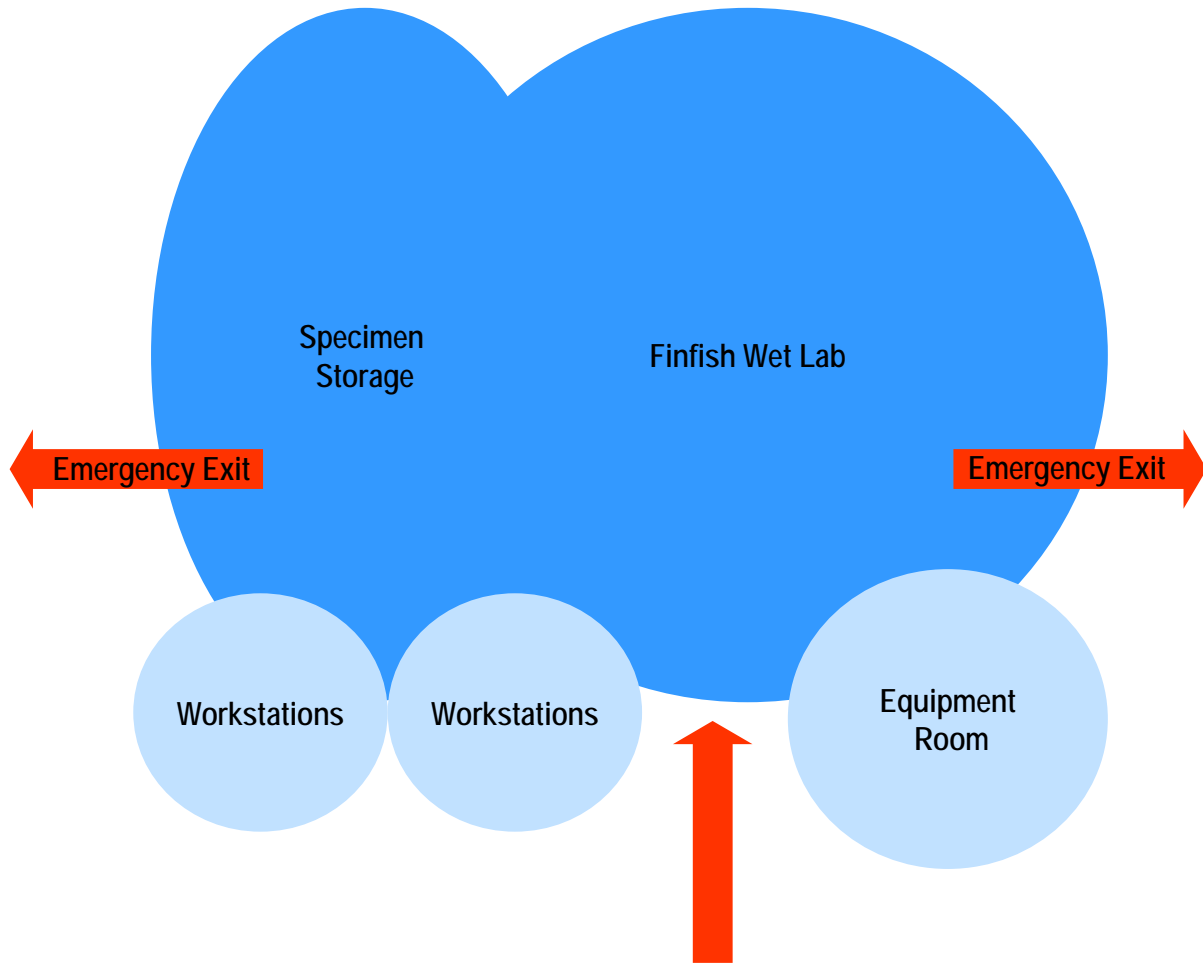 Specimen
Storage
Finfish Wet Lab
Emergency Exit
Emergency Exit
Workstations
Workstations
Equipment
Room